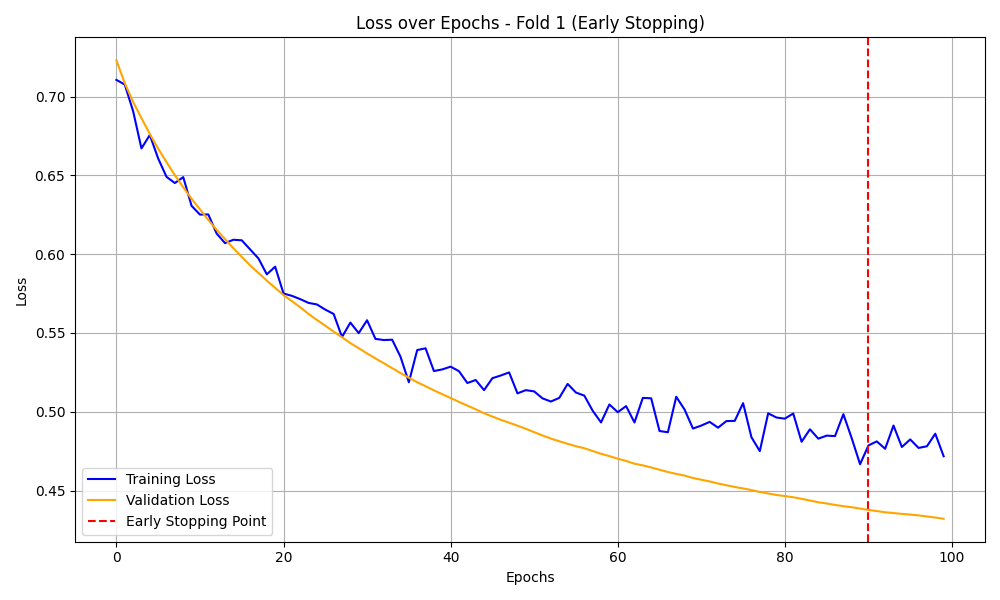 Loss over Epochs - Fold 1 (Early Stopping)
Loss
0.70
0.65
0.60
0.55
0.50
0.45
Training Loss
Validation Loss
Early Stopping Point
0 20 40 60 80 100
Epochs